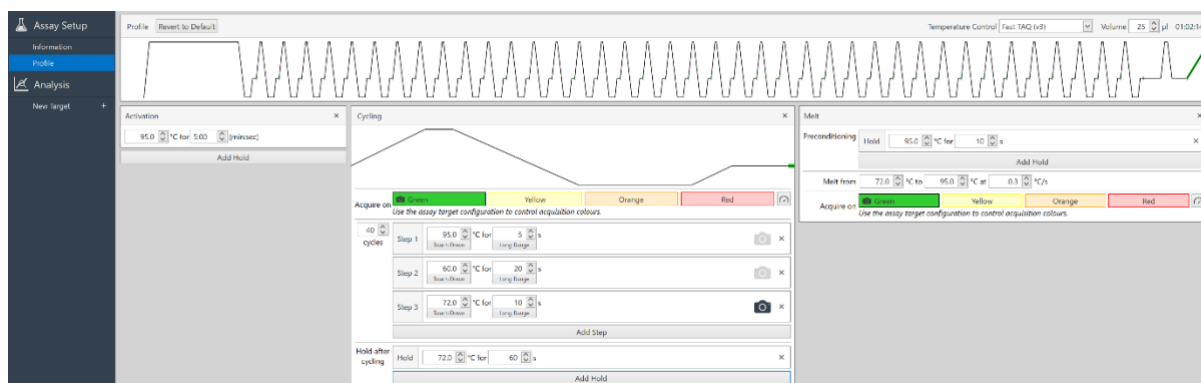 Assay Setup
Information
Profile
Analysis
New Target +
Profile Revert to Default Temperature Control Fast TAQ (v3) Volume 25 µl 01:02:14
Activation ×
95.0 °C for 5:00 (min:sec)
Add Hold
Cycling ×
Acquire on Green Yellow Orange Red
Use the assay target configuration to control acquisition colours.
40 cycles
Step 1 95.0 °C for 5 s ×
Touch Down Long Range
Step 2 60.0 °C for 20 s ×
Touch Down Long Range
Step 3 72.0 °C for 10 s ×
Touch Down Long Range
Add Step
Hold after cycling Hold 72.0 °C for 60 s ×
Add Hold
Melt ×
Preconditioning Hold 95.0 °C for 10 s ×
Add Hold
Melt from 72.0 °C to 95.0 °C at 0.3 °C/s
Acquire on Green Yellow Orange Red
Use the assay target configuration to control acquisition colours.